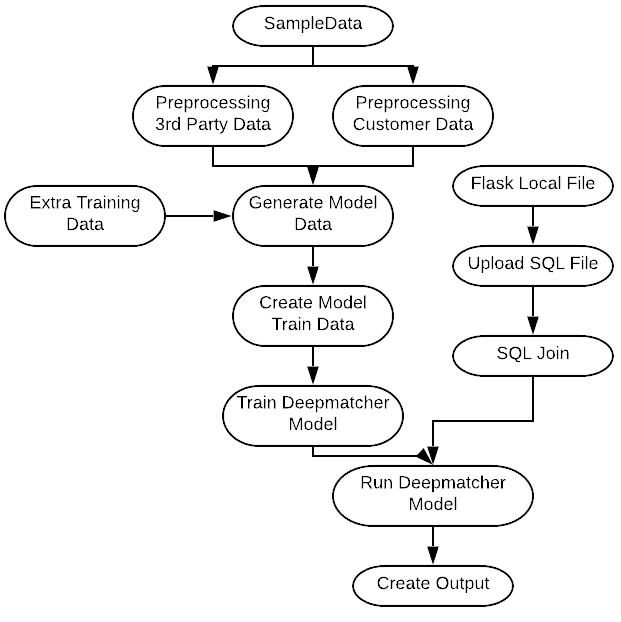 SampleData
Preprocessing
3rd Party Data
Preprocessing
Customer Data
Extra Training
Data
Generate Model
Data
Flask Local File
Upload SQL File
Create Model
Train Data
SQL Join
Train Deepmatcher
Model
Run Deepmatcher
Model
Create Output